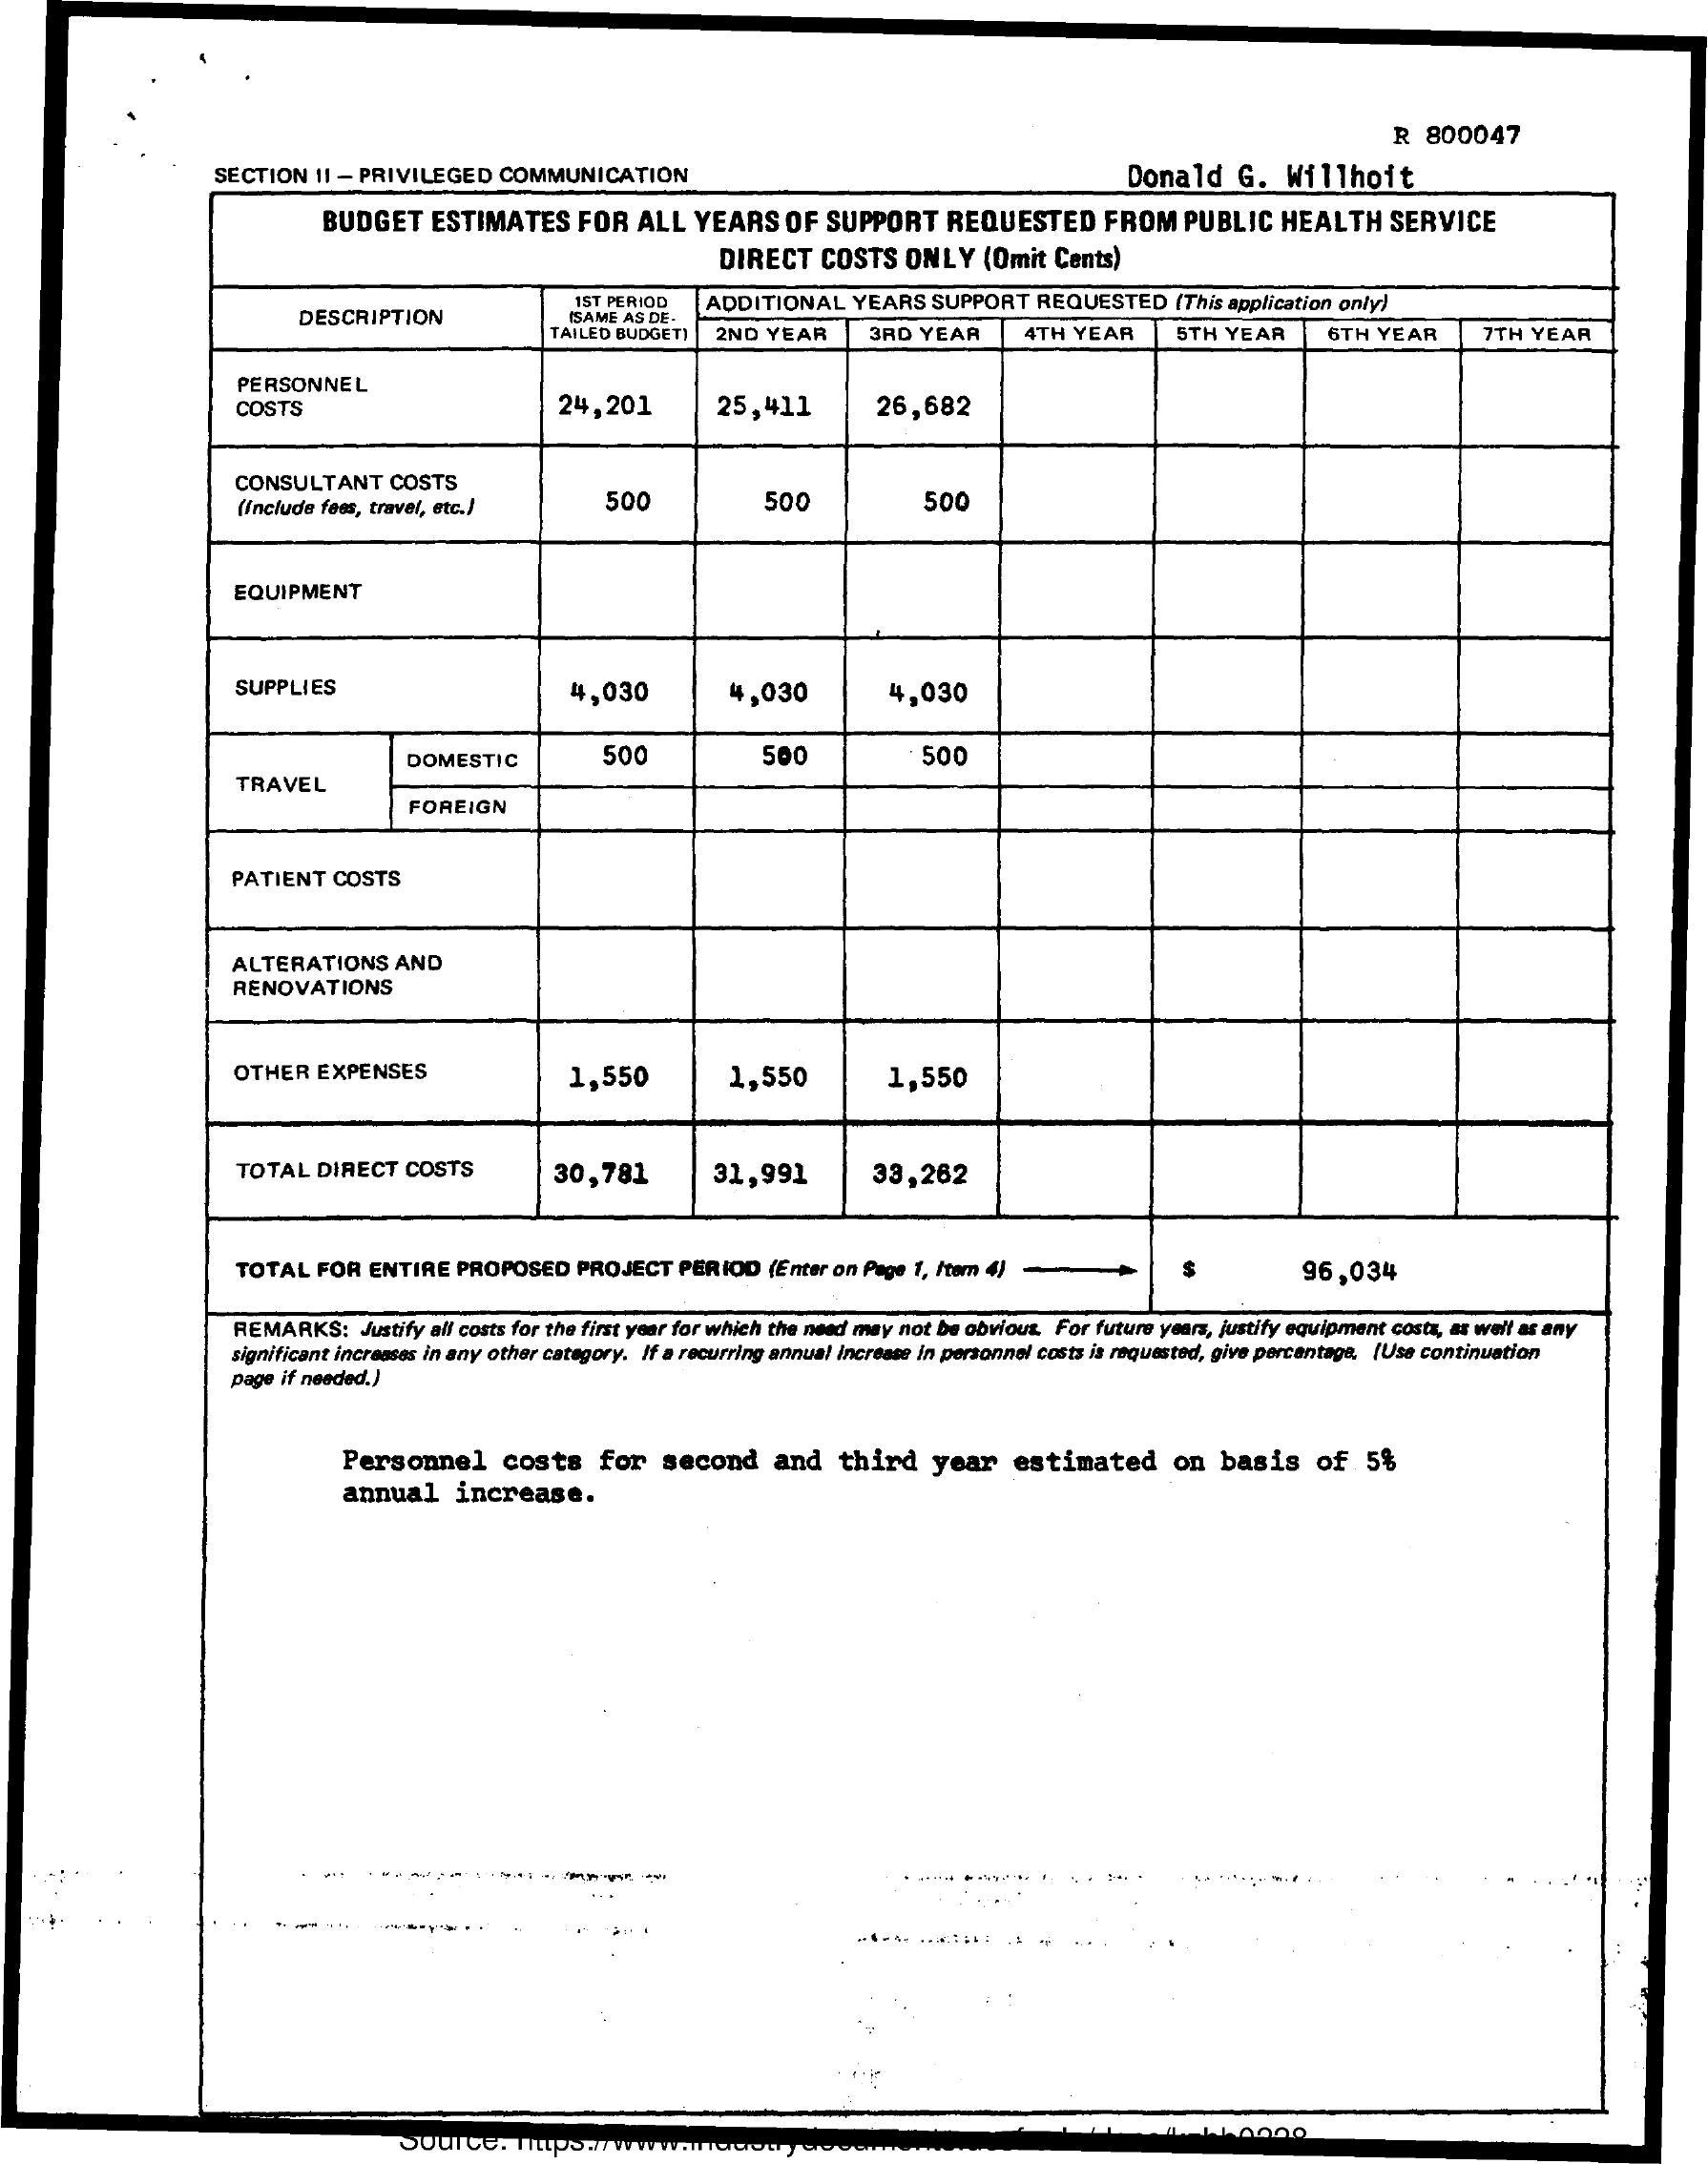 R 800047
SECTION II – PRIVILEGED COMMUNICATION
Donald G. Willhoit
BUDGET ESTIMATES FOR ALL YEARS OF SUPPORT REQUESTED FROM PUBLIC HEALTH SERVICE
DIRECT COSTS ONLY (Omit Cents)
DESCRIPTION
1ST PERIOD
(SAME AS DE-
TAILED BUDGET)
ADDITIONAL YEARS SUPPORT REQUESTED (This application only)
2ND YEAR 3RD YEAR 4TH YEAR 5TH YEAR 6TH YEAR 7TH YEAR
PERSONNEL
COSTS 24,201 25,411 26,682
CONSULTANT COSTS
(Include fees, travel, etc.) 500 500 500
EQUIPMENT
SUPPLIES 4,030 4,030 4,030
TRAVEL
DOMESTIC 500 500 500
FOREIGN
PATIENT COSTS
ALTERATIONS AND
RENOVATIONS
OTHER EXPENSES 1,550 1,550 1,550
TOTAL DIRECT COSTS 30,781 31,991 33,262
TOTAL FOR ENTIRE PROPOSED PROJECT PERIOD (Enter on Page 1, Item 4) $ 96,034
REMARKS: Justify all costs for the first year for which the need may not be obvious. For future years, justify equipment costs, as well as any
significant increases in any other category. If a recurring annual increase in personnel costs is requested, give percentage. (Use continuation
page if needed.)
Personnel costs for second and third year estimated on basis of 5%
annual increase.
Source: